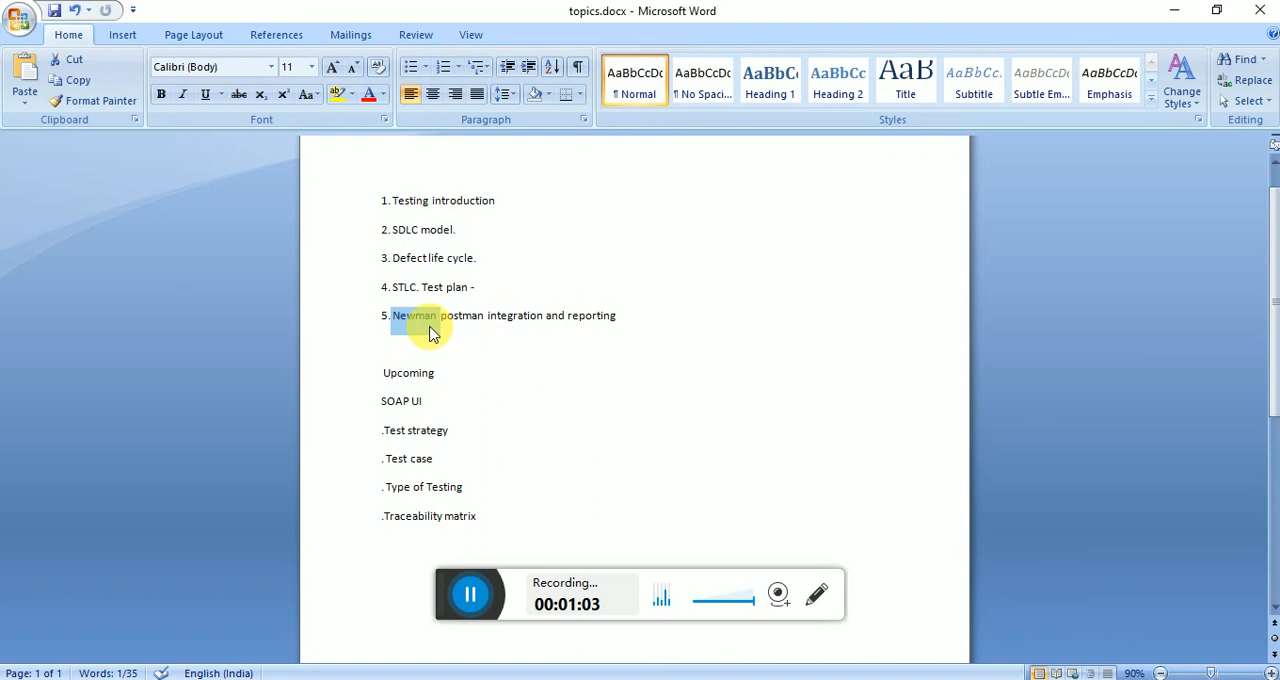 topics.docx - Microsoft Word
Home Insert Page Layout References Mailings Review View
Paste
Cut
Copy
Format Painter
Clipboard
Calibri (Body) 11
B I U abc X₂ X² Aa A
Font
Paragraph
AaBbCcDc AaBbCcDc AaBbC AaBbCc AaB AaBbCc. AaBbCcDc AaBbCcDc
¶ Normal ¶ No Spaci... Heading 1 Heading 2 Title Subtitle Subtle Em... Emphasis
Change Styles
Styles
Find
Replace
Select
Editing
1. Testing introduction
2. SDLC model.
3. Defect life cycle.
4. STLC. Test plan -
5. Newman postman integration and reporting
Upcoming
SOAP UI
.Test strategy
. Test case
. Type of Testing
.Traceability matrix
Recording...
00:01:03
Page: 1 of 1 Words: 1/35 English (India) 90%